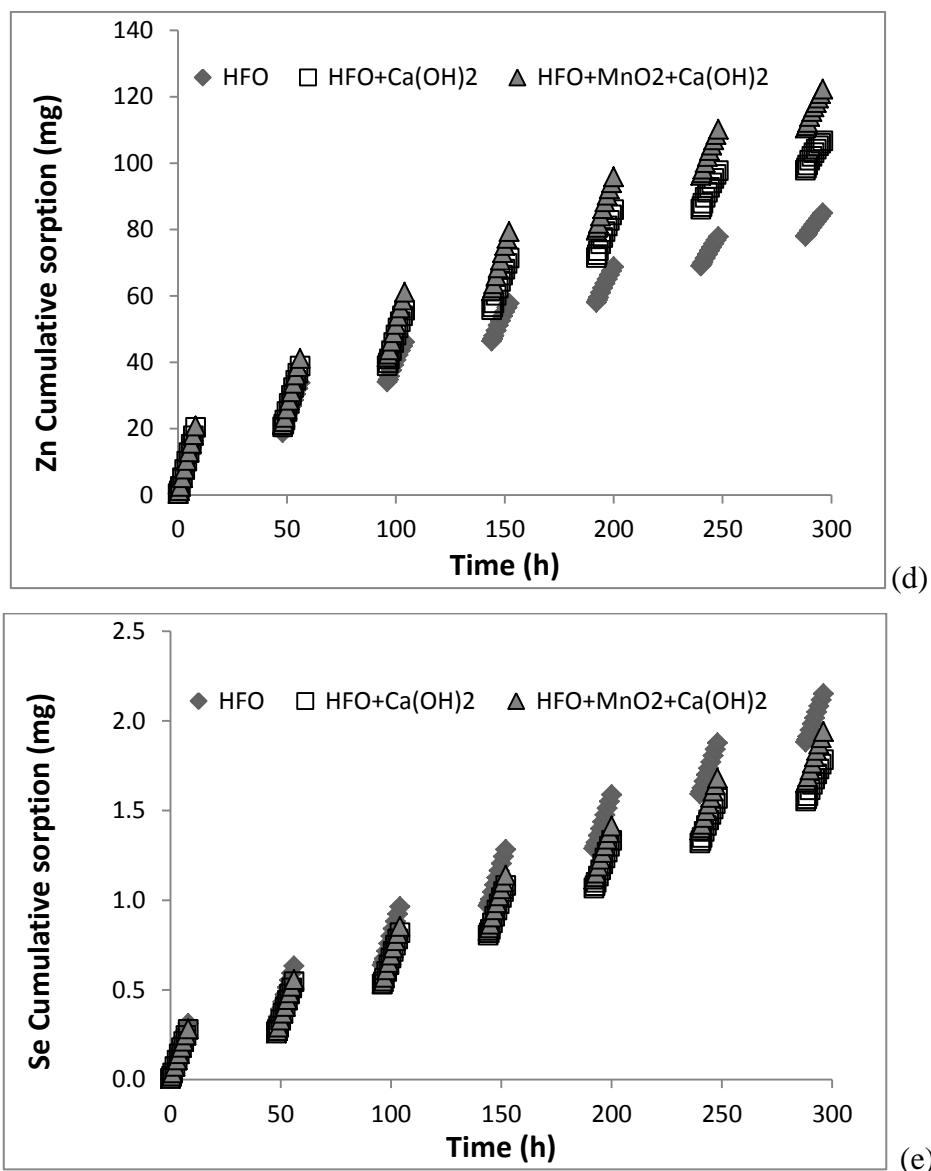 140
HFO HFO+Ca(OH)2 HFO+MnO2+Ca(OH)2
120
100
80
60
40
20
0
Zn Cumulative sorption (mg)
0 50 100 150 200 250 300
Time (h)
(d)
2.5
HFO HFO+Ca(OH)2 HFO+MnO2+Ca(OH)2
2.0
1.5
1.0
0.5
0.0
Se Cumulative sorption (mg)
0 50 100 150 200 250 300
Time (h)
(e)